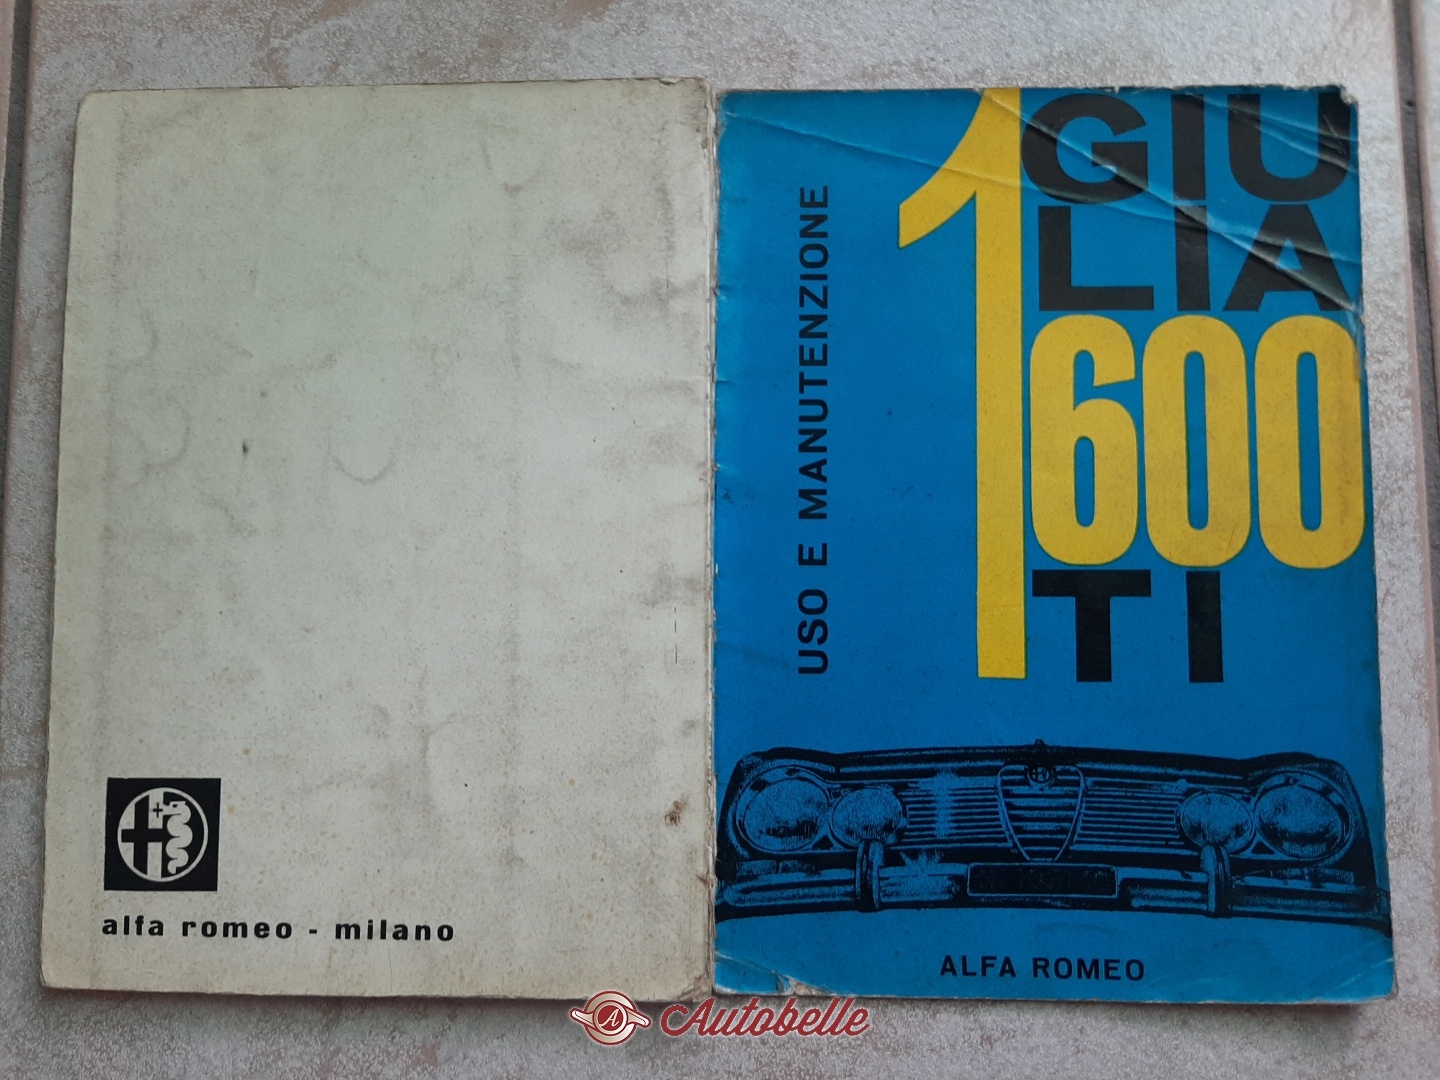 alfa romeo - milano
USO E MANUTENZIONE
GIU
LIA
1600
TI
ALFA ROMEO
A Autobelle